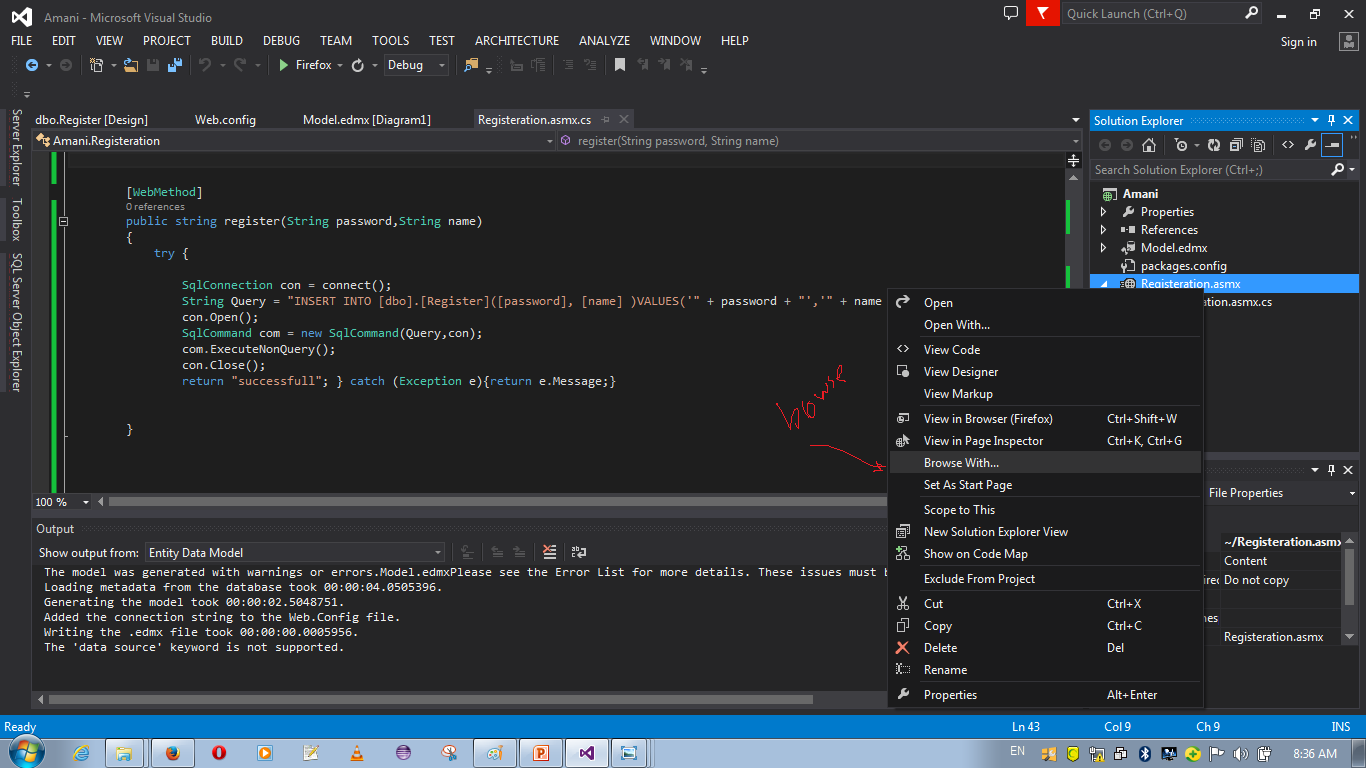 Amani - Microsoft Visual Studio
Quick Launch (Ctrl+Q)
FILE EDIT VIEW PROJECT BUILD DEBUG TEAM TOOLS TEST ARCHITECTURE ANALYZE WINDOW HELP
Sign in
Firefox Debug
Server Explorer
Toolbox
SQL Server Object Explorer
dbo.Register [Design] Web.config Model.edmx [Diagram1] Registeration.asmx.cs
Amani.Registeration register(String password, String name)
[WebMethod]
0 references
public string register(String password,String name)
{
try {
SqlConnection con = connect();
String Query = "INSERT INTO [dbo].[Register]([password], [name] )VALUES('" + password + "','" + name
con.Open();
SqlCommand com = new SqlCommand(Query,con);
com.ExecuteNonQuery();
con.Close();
return "successfull"; } catch (Exception e){return e.Message;}
}
100 %
Output
Show output from: Entity Data Model
The model was generated with warnings or errors.Model.edmxPlease see the Error List for more details. These issues must b
Loading metadata from the database took 00:00:04.0505396.
Generating the model took 00:00:02.5048751.
Added the connection string to the Web.Config file.
Writing the .edmx file took 00:00:00.0005956.
The 'data source' keyword is not supported.
Solution Explorer
Search Solution Explorer (Ctrl+;)
Amani
Properties
References
Model.edmx
packages.config
Registeration.asmx
ation.asmx.cs
Open
Open With...
View Code
View Designer
View Markup
View in Browser (Firefox) Ctrl+Shift+W
View in Page Inspector Ctrl+K, Ctrl+G
Browse With...
Set As Start Page
Scope to This
New Solution Explorer View
Show on Code Map
Exclude From Project
Cut Ctrl+X
Copy Ctrl+C
Delete Del
Rename
Properties Alt+Enter
File Properties
~/Registeration.asmx
Content
Do not copy
Registeration.asmx
Ready Ln 43 Col 9 Ch 9 INS
EN 8:36 AM